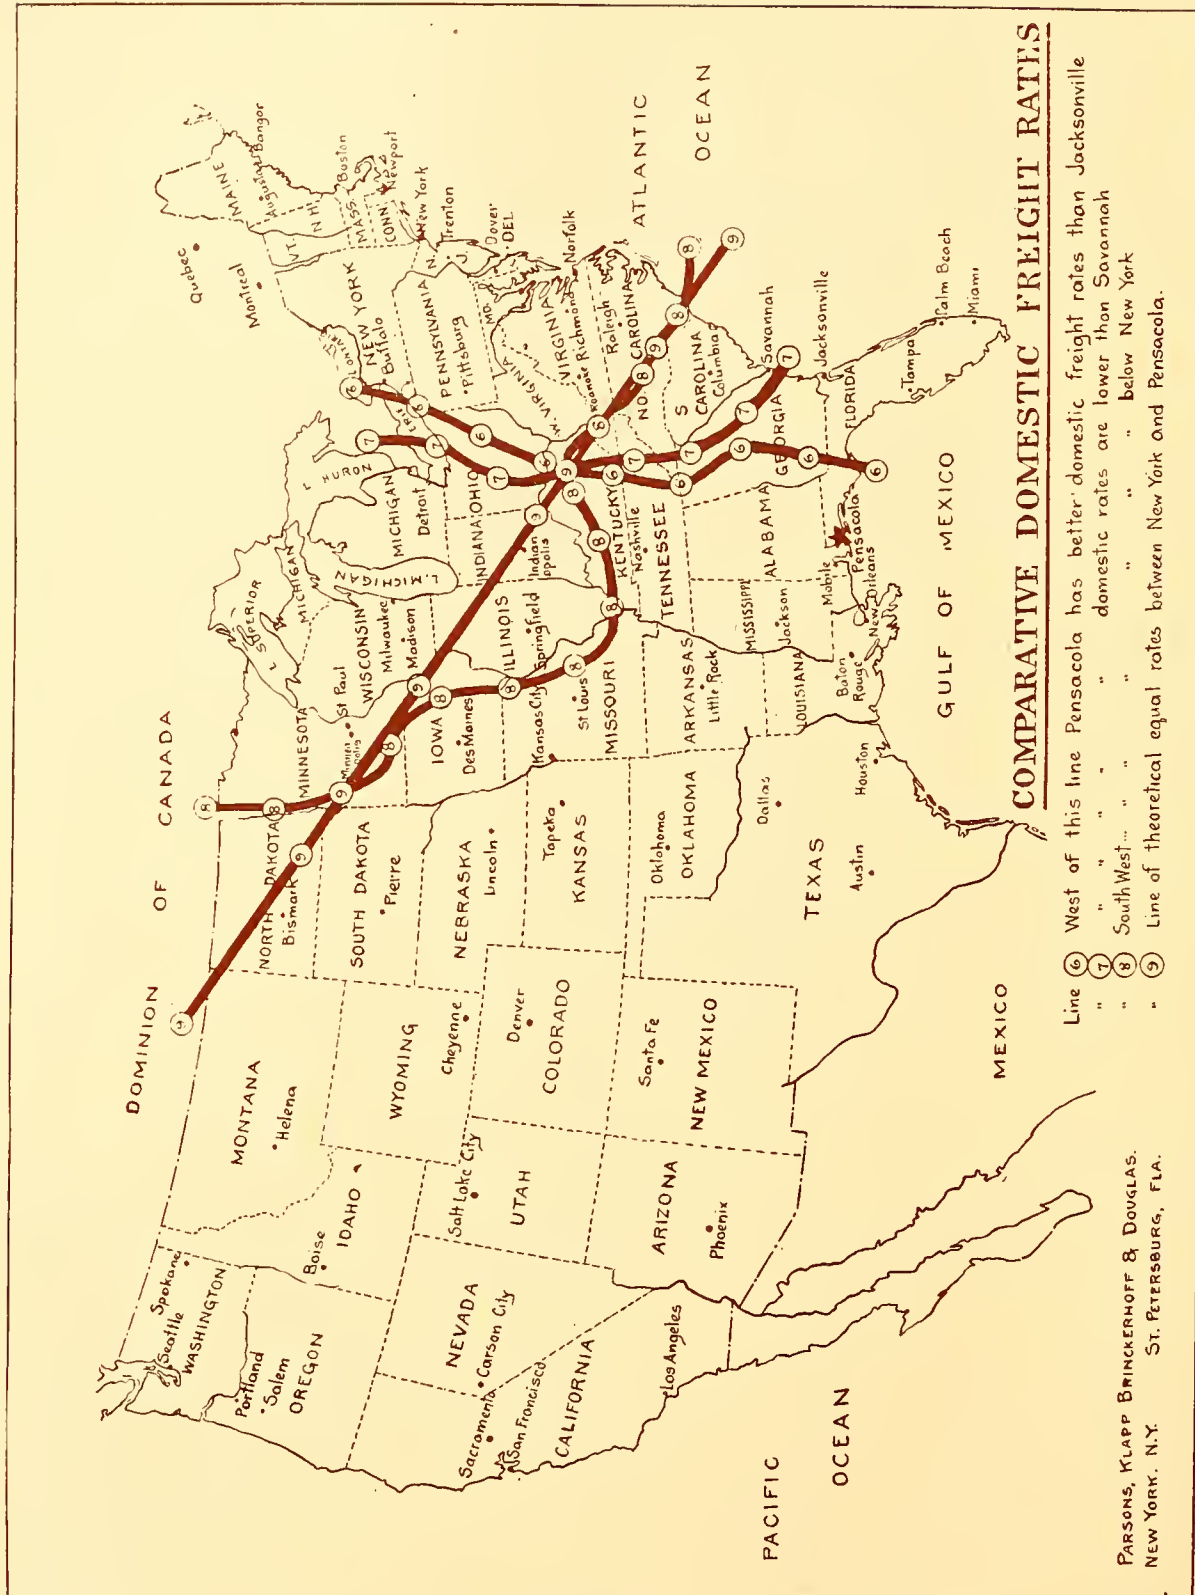 COMPARATIVE DOMESTIC FREIGHT RATES
Line ⑥ West of this line Pensacola has better domestic freight rates than Jacksonville
" ⑦ " " " " domestic rates are lower than Savannah
" ⑧ South West " " " " " below New York
" ⑨ Line of theoretical equal rates between New York and Pensacola.
PARSONS, KLAPP BRINCKERHOFF & DOUGLAS.
NEW YORK. N.Y. ST. PETERSBURG, FLA.
DOMINION OF CANADA
Quebec
Montreal
MAINE
Augusta
Bangor
VT.
N H
MASS.
Boston
CONN
Newport
NEW YORK
Buffalo
New York
L ONTARIO
L ERIE
N. J.
Trenton
PENNSYLVANIA
Pittsburg
Dover
DEL
MD.
W. VIRGINIA
VIRGINIA
Roanoke
Richmond
Norfolk
Raleigh
NO. CAROLINA
S CAROLINA
Columbia
GEORGIA
Savannah
Jacksonville
FLORIDA
Tampa
Palm Beach
Miami
ATLANTIC OCEAN
L HURON
L SUPERIOR
L. MICHIGAN
MICHIGAN
MICHIGAN
Detroit
OHIO
INDIANA
Indianopolis
KENTUCKY
TENNESSEE
Nashville
ALABAMA
Mobile
Pensacola
MISSISSIPPI
Jackson
LOUISIANA
Baton Rouge
New Orleans
WISCONSIN
Milwaukee
Madison
ILLINOIS
Springfield
MINNESOTA
St Paul
Minneapolis
IOWA
Des Moines
MISSOURI
Kansas City
St Louis
ARKANSAS
Little Rock
NORTH DAKOTA
Bismark
SOUTH DAKOTA
Pierre
NEBRASKA
Lincoln
KANSAS
Topeka
OKLAHOMA
Oklohoma
TEXAS
Dallas
Austin
Houston
MONTANA
Helena
WYOMING
Cheyenne
COLORADO
Denver
NEW MEXICO
Santa Fe
IDAHO
Boise
UTAH
Salt Lake City
ARIZONA
Phoenix
WASHINGTON
Spokane
Seattle
OREGON
Portland
Salem
NEVADA
Carson City
CALIFORNIA
Sacramento
San Francisco
Los Angeles
PACIFIC OCEAN
MEXICO
GULF OF MEXICO